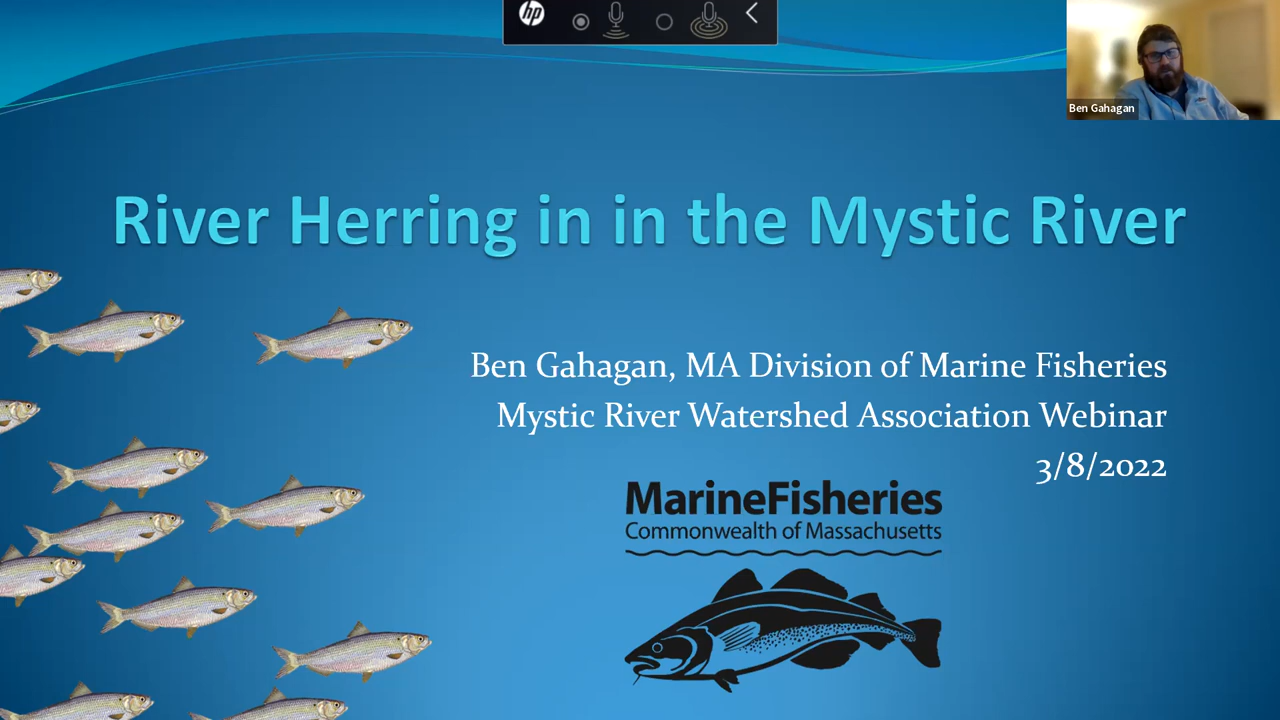 hp
Ben Gahagan
River Herring in in the Mystic River
Ben Gahagan, MA Division of Marine Fisheries
Mystic River Watershed Association Webinar
3/8/2022
MarineFisheries
Commonwealth of Massachusetts